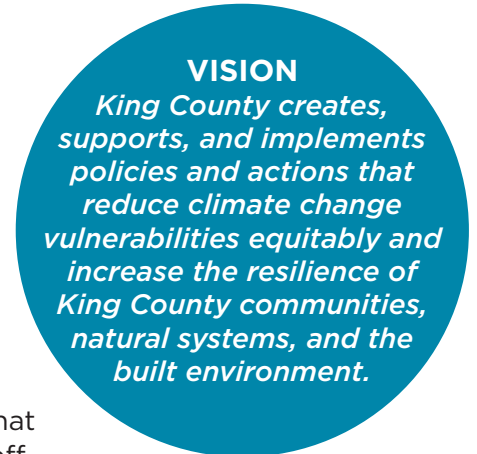 VISION
King County creates,
supports, and implements
policies and actions that
reduce climate change
vulnerabilities equitably and
increase the resilience of
King County communities,
natural systems, and the
built environment.